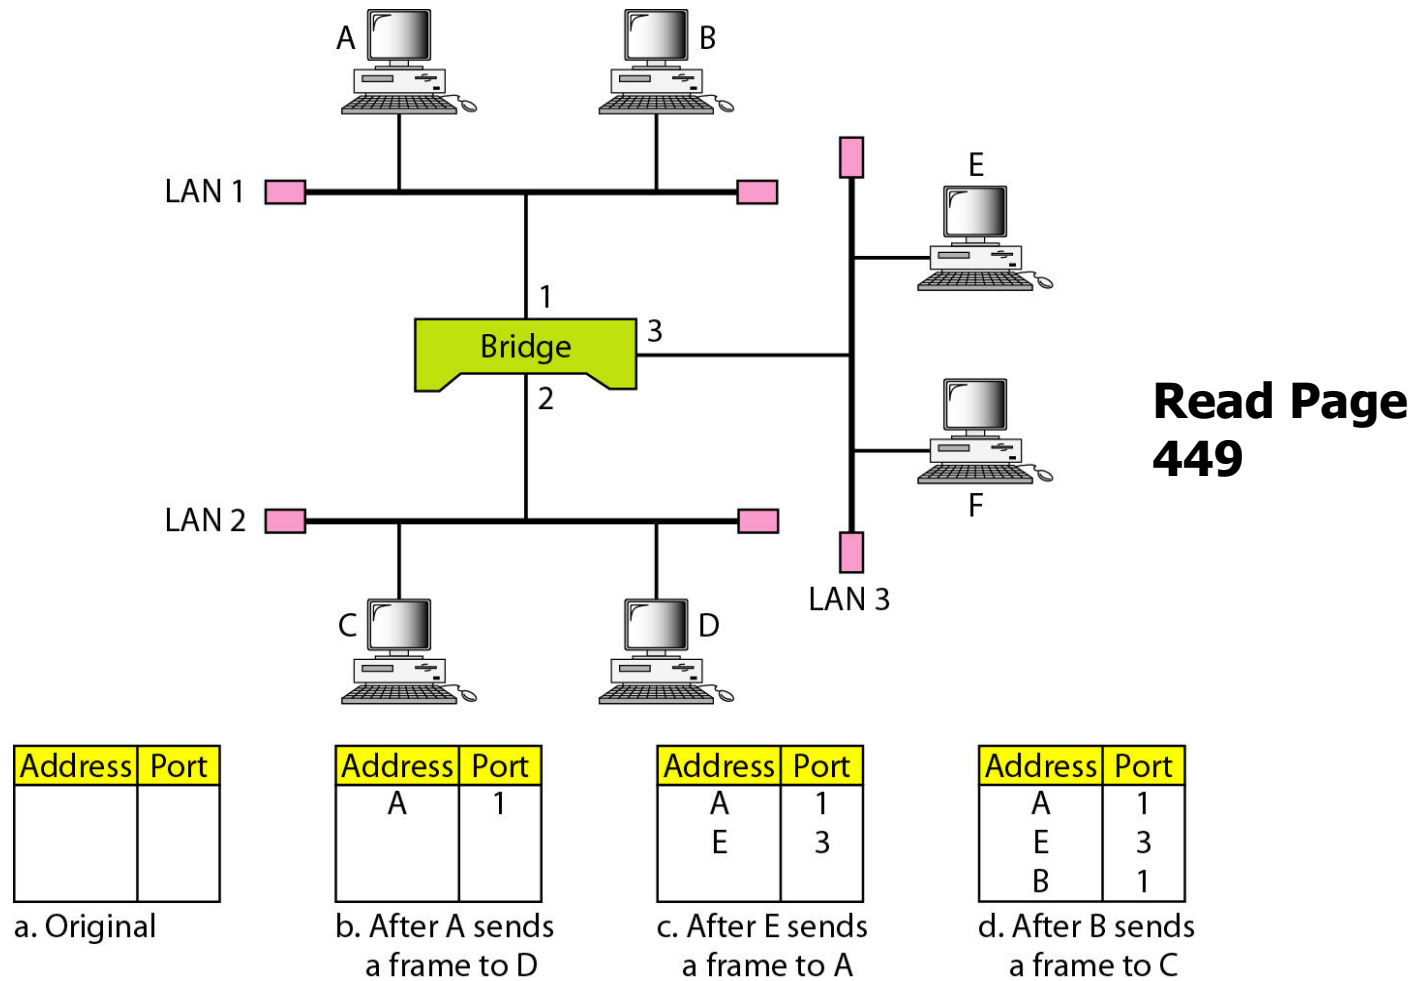 A
B
E
LAN 1
1
3
Bridge
2
Read Page
449
F
LAN 2
LAN 3
C
D
Address Port
a. Original
Address Port
A 1
b. After A sends
a frame to D
Address Port
A 1
E 3
c. After E sends
a frame to A
Address Port
A 1
E 3
B 1
d. After B sends
a frame to C